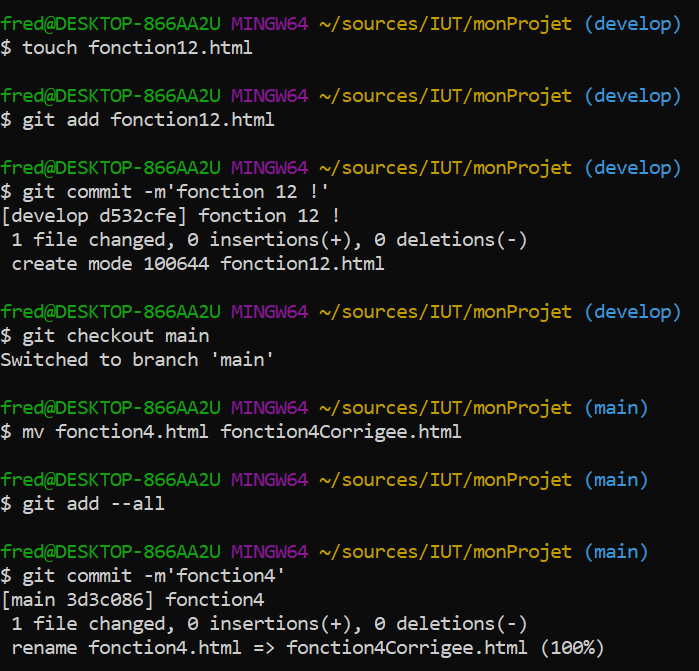 fred@DESKTOP-866AA2U MINGW64 ~/sources/IUT/monProjet (develop)
$ touch fonction12.html
fred@DESKTOP-866AA2U MINGW64 ~/sources/IUT/monProjet (develop)
$ git add fonction12.html
fred@DESKTOP-866AA2U MINGW64 ~/sources/IUT/monProjet (develop)
$ git commit -m'fonction 12 !'
[develop d532cfe] fonction 12 !
 1 file changed, 0 insertions(+), 0 deletions(-)
 create mode 100644 fonction12.html
fred@DESKTOP-866AA2U MINGW64 ~/sources/IUT/monProjet (develop)
$ git checkout main
Switched to branch 'main'
fred@DESKTOP-866AA2U MINGW64 ~/sources/IUT/monProjet (main)
$ mv fonction4.html fonction4Corrigee.html
fred@DESKTOP-866AA2U MINGW64 ~/sources/IUT/monProjet (main)
$ git add --all
fred@DESKTOP-866AA2U MINGW64 ~/sources/IUT/monProjet (main)
$ git commit -m'fonction4'
[main 3d3c086] fonction4
 1 file changed, 0 insertions(+), 0 deletions(-)
 rename fonction4.html => fonction4Corrigee.html (100%)